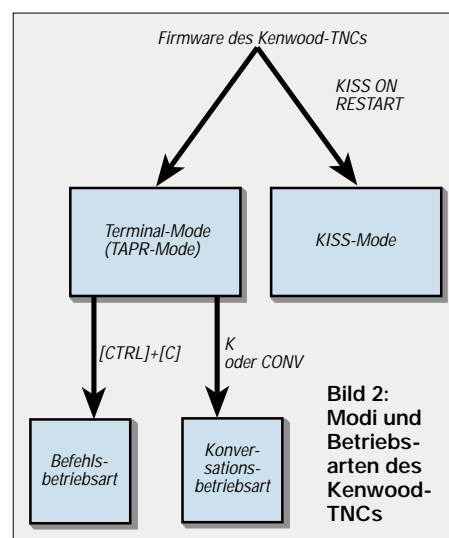 Firmware des Kenwood-TNCs
KISS ON
RESTART
Terminal-Mode
(TAPR-Mode)
KISS-Mode
[CTRL]+[C]
K
oder CONV
Befehls-
betriebsart
Konver-
sations-
betriebsart
Bild 2:
Modi und
Betriebs-
arten des
Kenwood-
TNCs